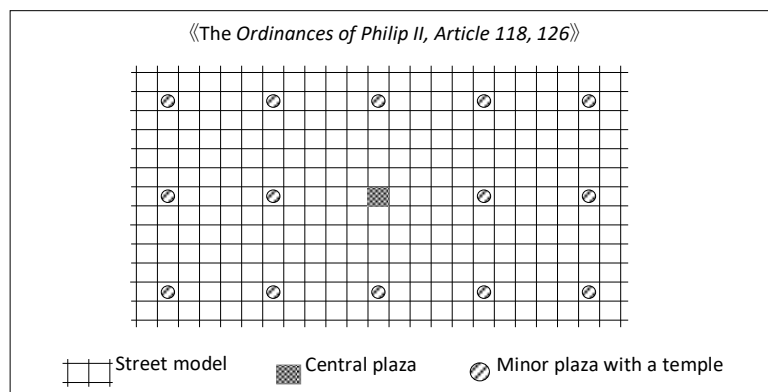 《The Ordinances of Philip II, Article 118, 126》
Street model
Central plaza
Minor plaza with a temple